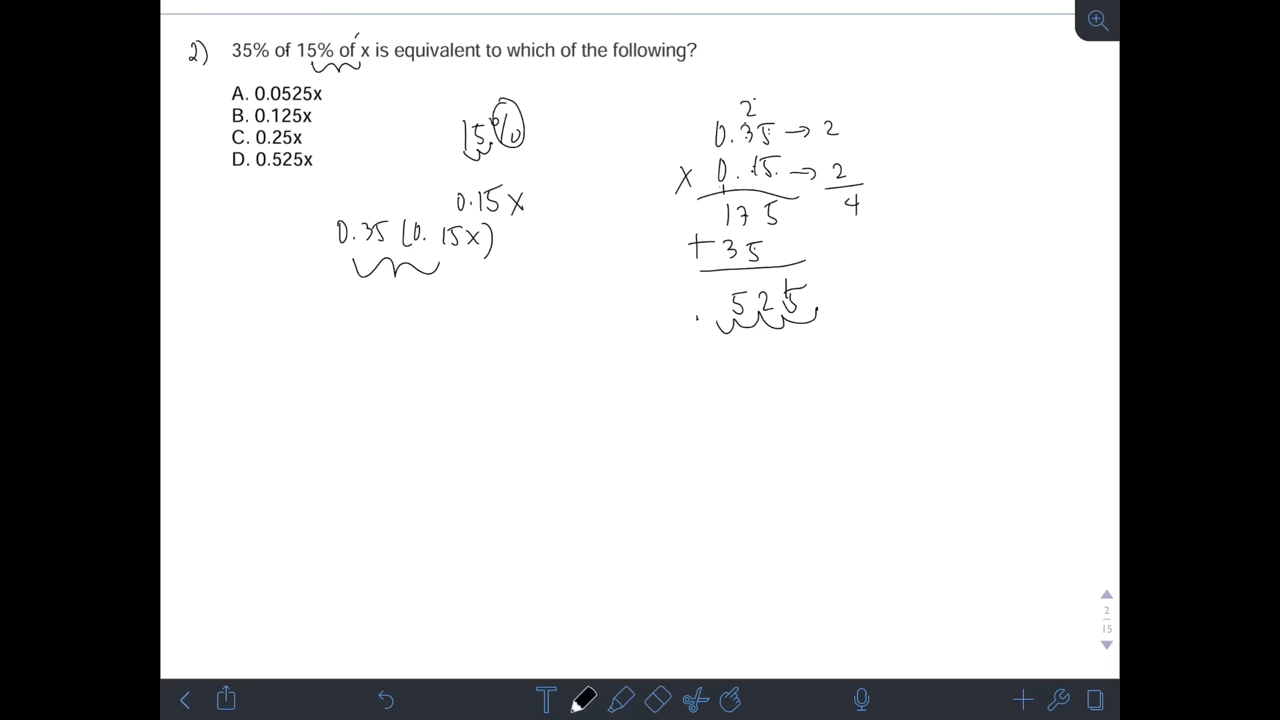 2) 35% of 15% of x is equivalent to which of the following?
A. 0.0525x
B. 0.125x
C. 0.25x
D. 0.525x
15%
0.15x
0.35 (0.15x)
2
0.35 → 2
x 0.15 → 2
4
175
+ 35
. 525
2
15
T